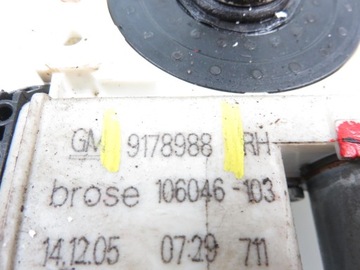 GM 9178988 RH
brose 106046-103
14.12.05 07:29 711